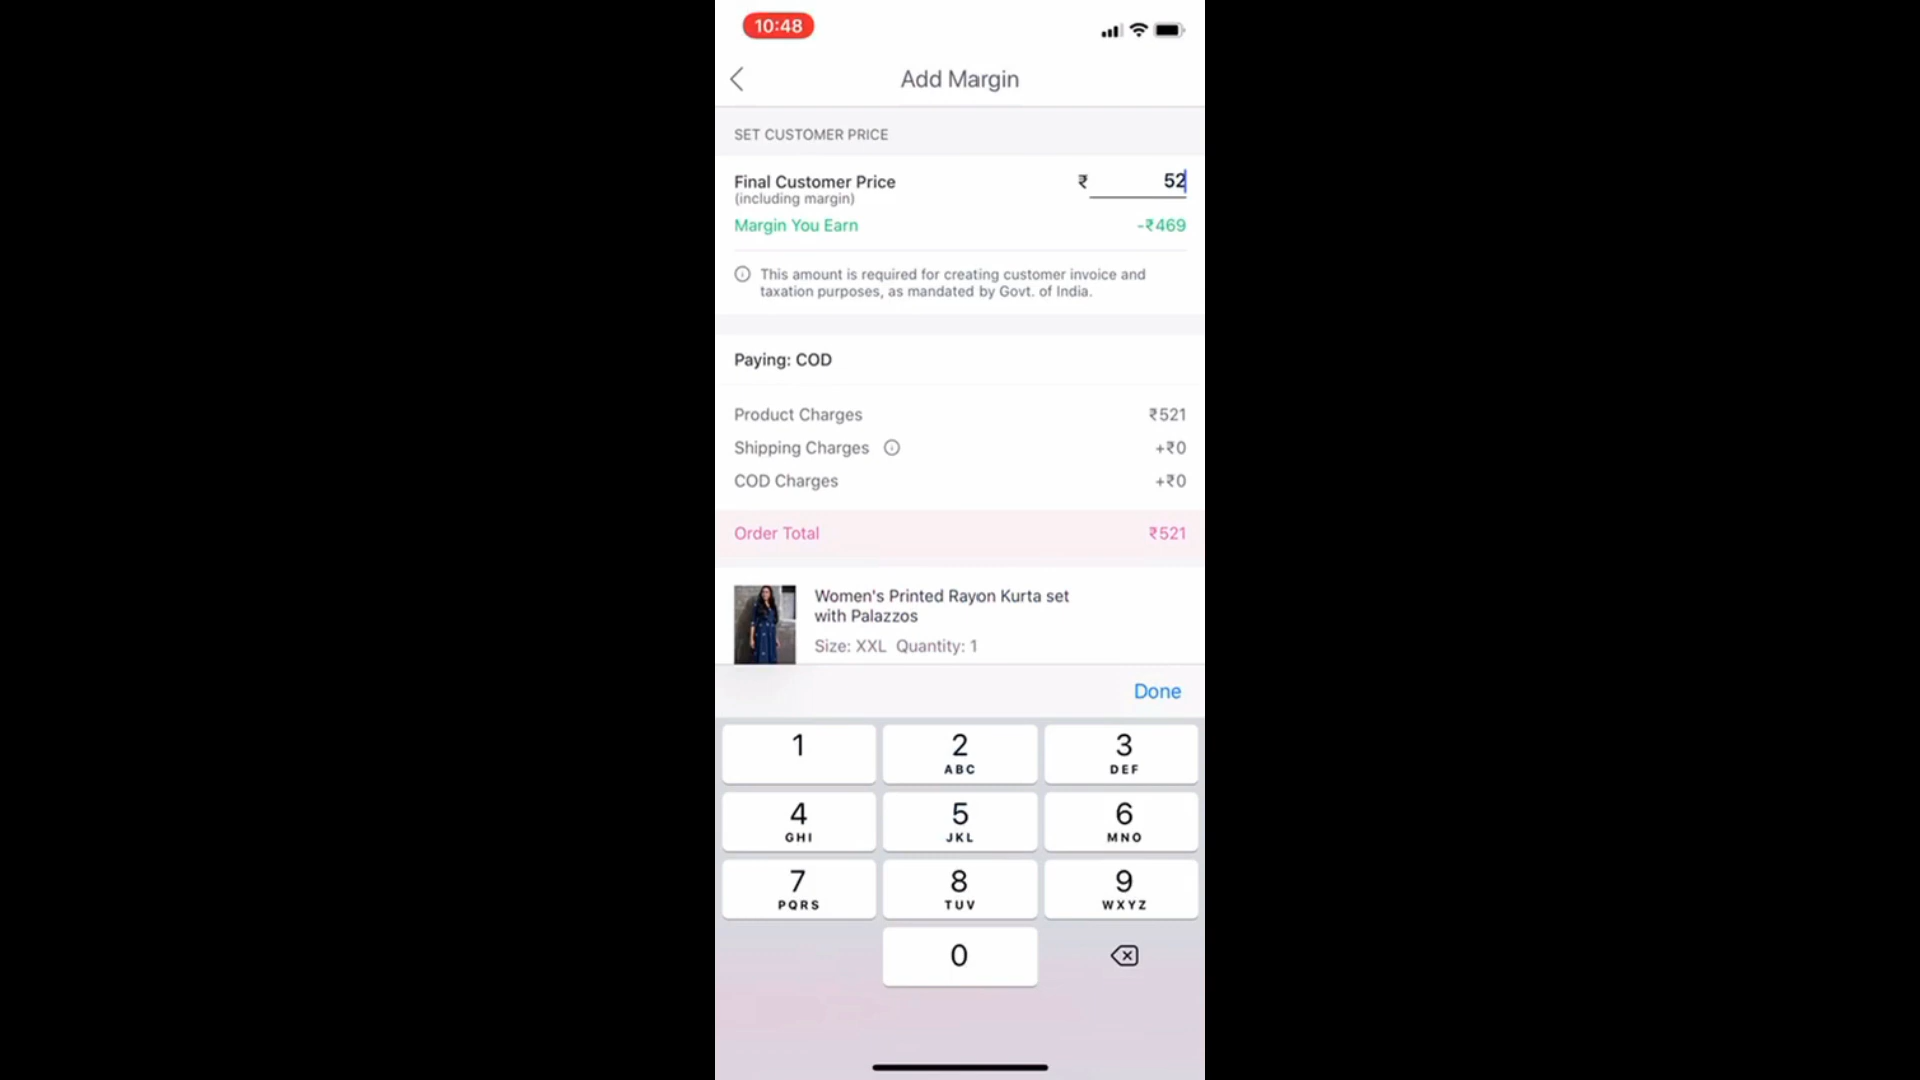 10:48
Add Margin
SET CUSTOMER PRICE
Final Customer Price ₹ 52
(including margin)
Margin You Earn -₹469
This amount is required for creating customer invoice and
taxation purposes, as mandated by Govt. of India.
Paying: COD
Product Charges ₹521
Shipping Charges +₹0
COD Charges +₹0
Order Total ₹521
Women's Printed Rayon Kurta set
with Palazzos
Size: XXL Quantity: 1
Done
1 2 3
ABC DEF
4 5 6
GHI JKL MNO
7 8 9
PQRS TUV WXYZ
0